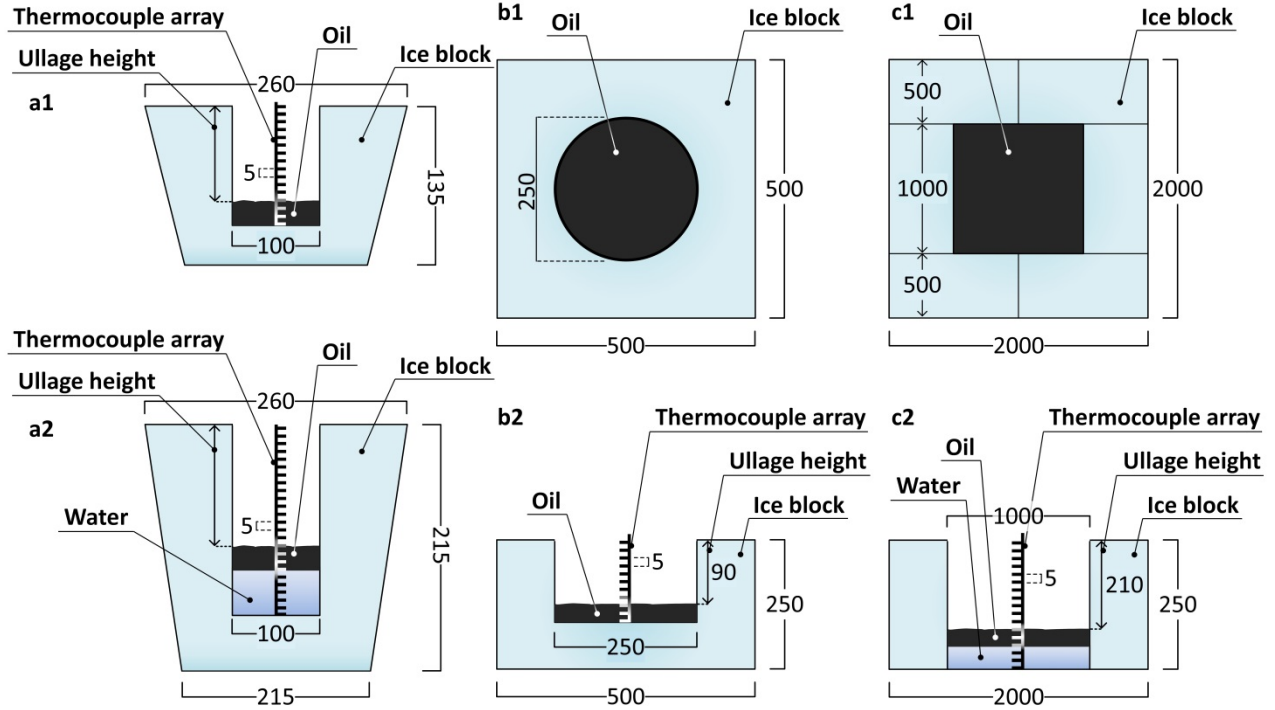 Thermocouple array
Ullage height
Oil
Ice block
a1
260
5
135
100
b1
Oil
Ice block
250
500
500
c1
Oil
Ice block
500
1000
500
2000
2000
Thermocouple array
Ullage height
Oil
Ice block
a2
260
Water
5
215
100
215
b2
Thermocouple array
Ullage height
Ice block
Oil
5
90
250
250
500
c2
Thermocouple array
Oil
Ullage height
Water
Ice block
1000
5
210
250
2000